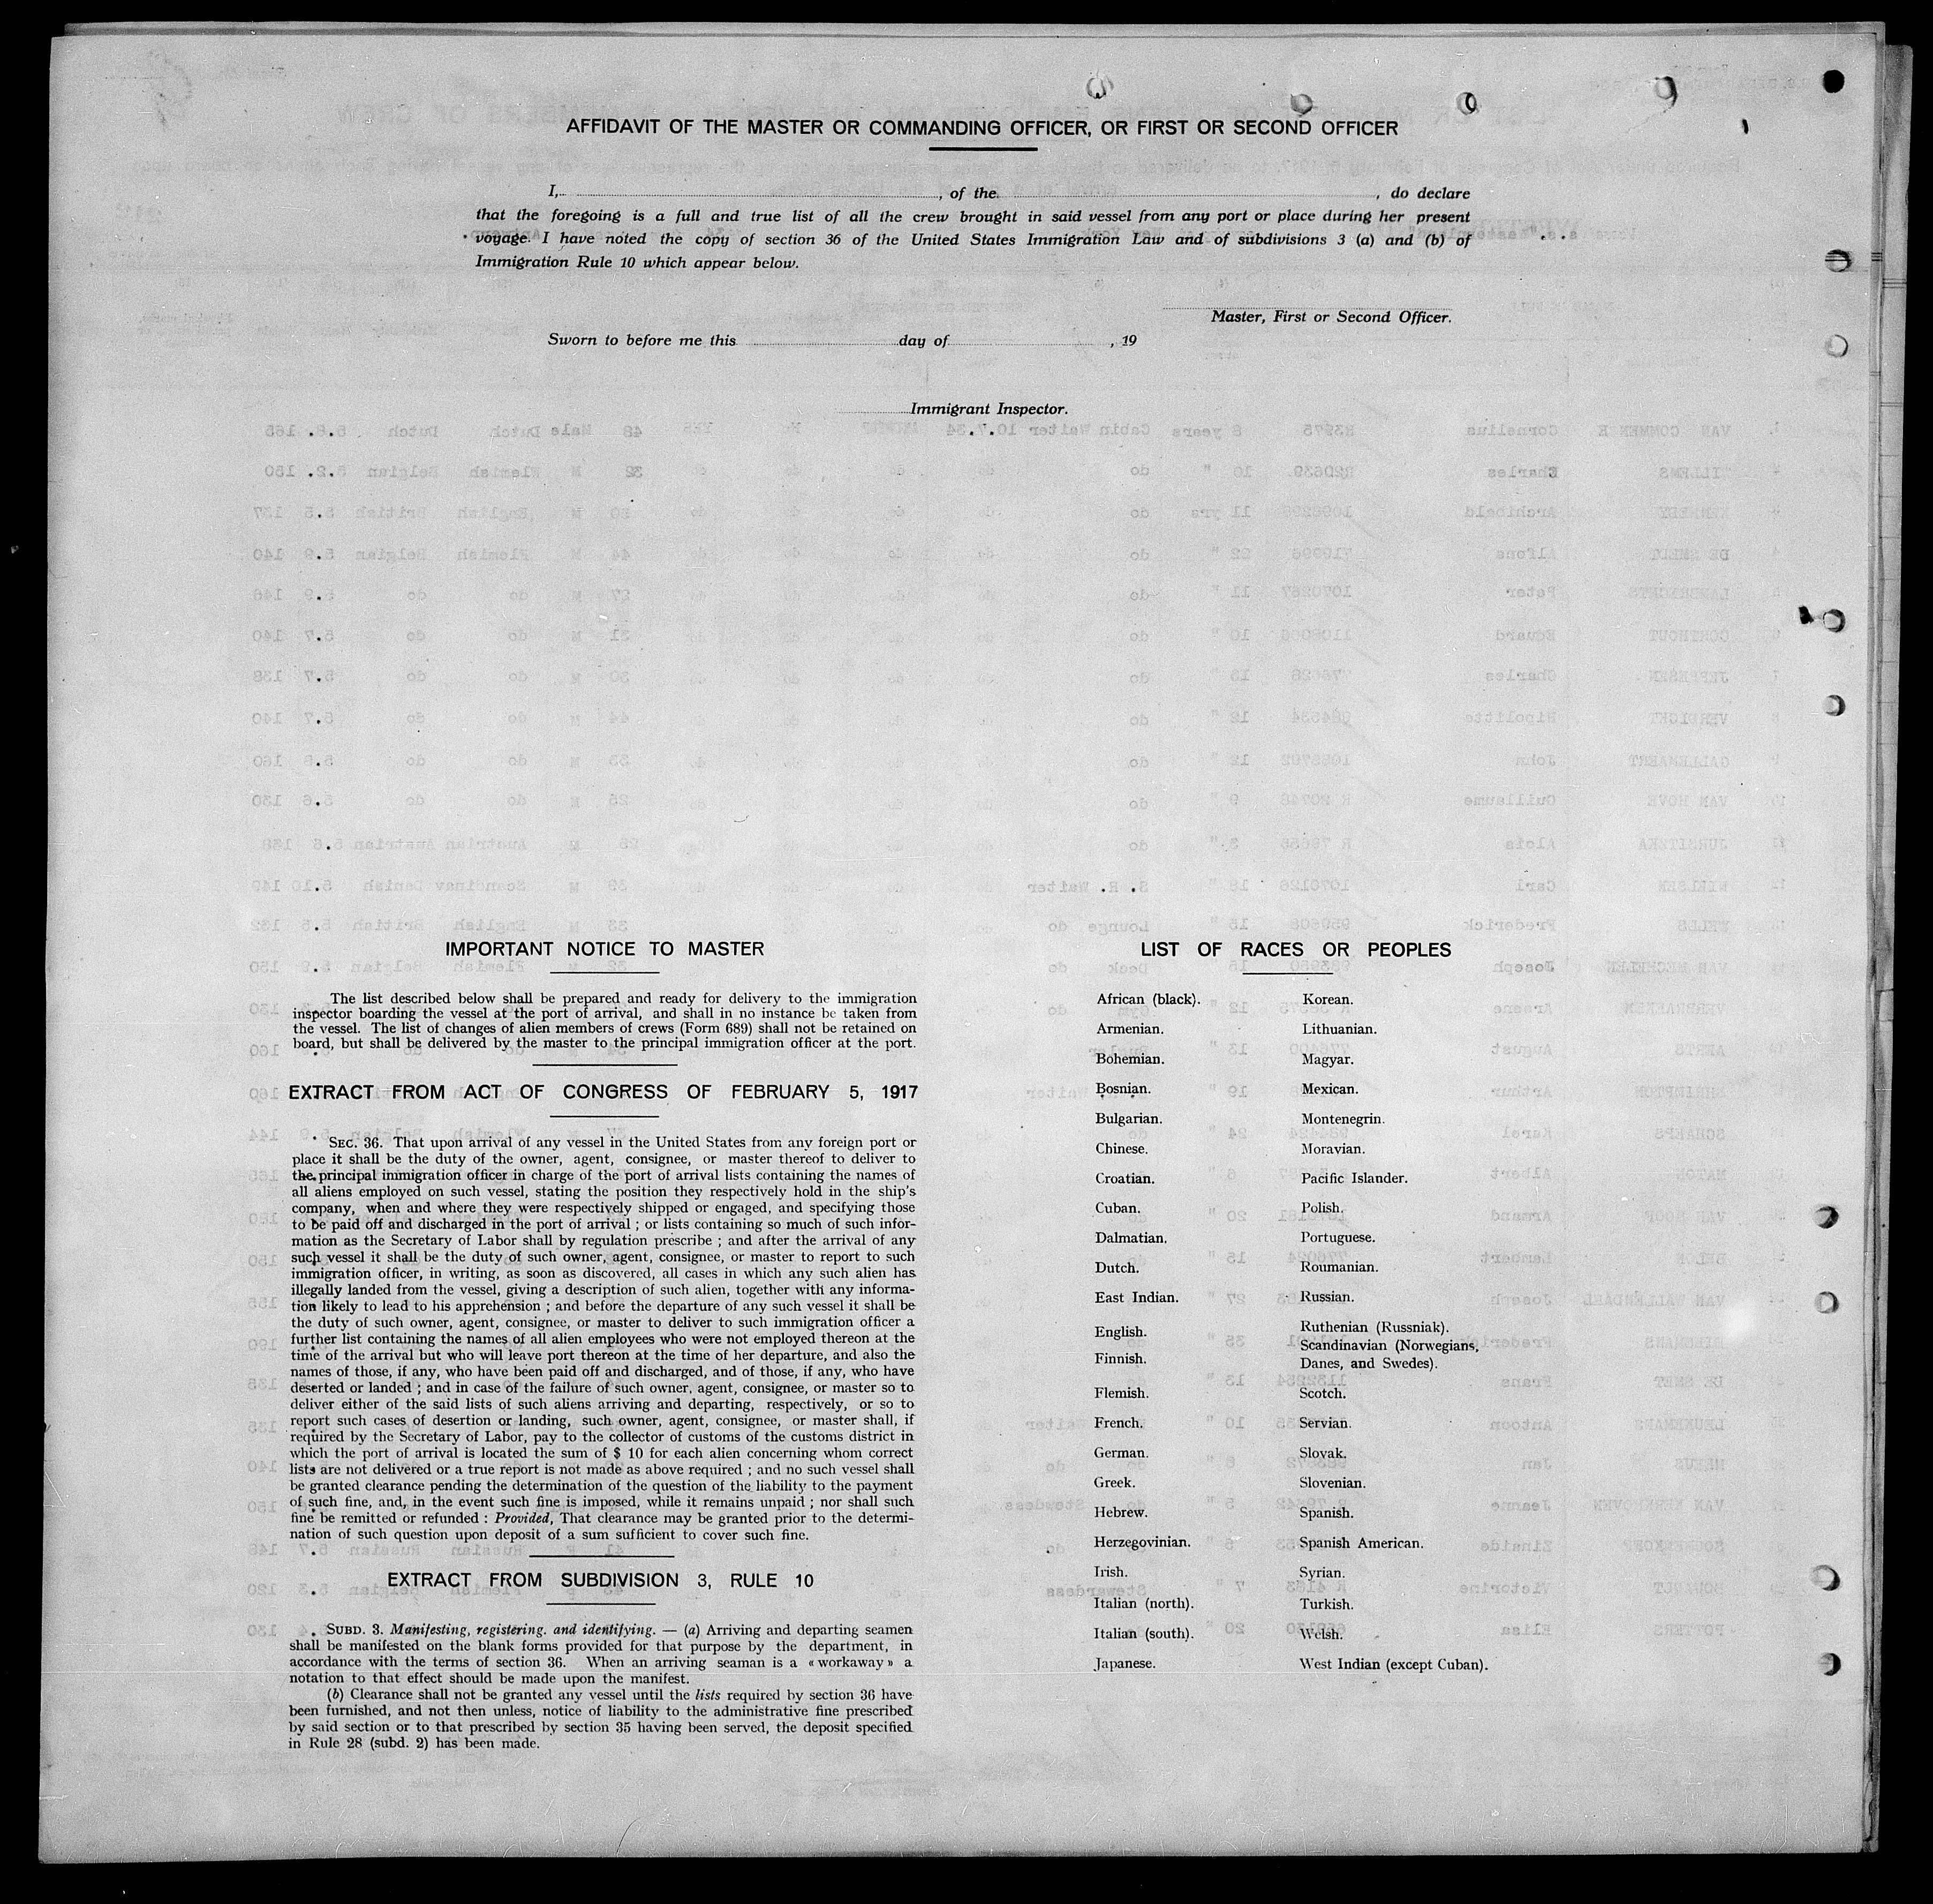 AFFIDAVIT OF THE MASTER OR COMMANDING OFFICER, OR FIRST OR SECOND OFFICER
I, , of the , do declare
that the foregoing is a full and true list of all the crew brought in said vessel from any port or place during her present
voyage. I have noted the copy of section 36 of the United States Immigration Law and of subdivisions 3 (a) and (b) of
Immigration Rule 10 which appear below.
Master, First or Second Officer.
Sworn to before me this day of , 19
Immigrant Inspector.
IMPORTANT NOTICE TO MASTER
The list described below shall be prepared and ready for delivery to the immigration
inspector boarding the vessel at the port of arrival, and shall in no instance be taken from
the vessel. The list of changes of alien members of crews (Form 689) shall not be retained on
board, but shall be delivered by the master to the principal immigration officer at the port.
EXTRACT FROM ACT OF CONGRESS OF FEBRUARY 5, 1917
SEC. 36. That upon arrival of any vessel in the United States from any foreign port or
place it shall be the duty of the owner, agent, consignee, or master thereof to deliver to
the principal immigration officer in charge of the port of arrival lists containing the names of
all aliens employed on such vessel, stating the position they respectively hold in the ship's
company, when and where they were respectively shipped or engaged, and specifying those
to be paid off and discharged in the port of arrival ; or lists containing so much of such infor-
mation as the Secretary of Labor shall by regulation prescribe ; and after the arrival of any
such vessel it shall be the duty of such owner, agent, consignee, or master to report to such
immigration officer, in writing, as soon as discovered, all cases in which any such alien has
illegally landed from the vessel, giving a description of such alien, together with any informa-
tion likely to lead to his apprehension ; and before the departure of any such vessel it shall be
the duty of such owner, agent, consignee, or master to deliver to such immigration officer a
further list containing the names of all alien employees who were not employed thereon at the
time of the arrival but who will leave port thereon at the time of her departure, and also the
names of those, if any, who have been paid off and discharged, and of those, if any, who have
deserted or landed ; and in case of the failure of such owner, agent, consignee, or master so to
deliver either of the said lists of such aliens arriving and departing, respectively, or so to
report such cases of desertion or landing, such owner, agent, consignee, or master shall, if
required by the Secretary of Labor, pay to the collector of customs of the customs district in
which the port of arrival is located the sum of $ 10 for each alien concerning whom correct
lists are not delivered or a true report is not made as above required ; and no such vessel shall
be granted clearance pending the determination of the question of the liability to the payment
of such fine, and, in the event such fine is imposed, while it remains unpaid ; nor shall such
fine be remitted or refunded : Provided, That clearance may be granted prior to the determi-
nation of such question upon deposit of a sum sufficient to cover such fine.
EXTRACT FROM SUBDIVISION 3, RULE 10
SUBD. 3. Manifesting, registering. and identifying. — (a) Arriving and departing seamen
shall be manifested on the blank forms provided for that purpose by the department, in
accordance with the terms of section 36. When an arriving seaman is a « workaway » a
notation to that effect should be made upon the manifest.
(b) Clearance shall not be granted any vessel until the lists required by section 36 have
been furnished, and not then unless, notice of liability to the administrative fine prescribed
by said section or to that prescribed by section 35 having been served, the deposit specified
in Rule 28 (subd. 2) has been made.
LIST OF RACES OR PEOPLES
African (black).
Armenian.
Bohemian.
Bosnian.
Bulgarian.
Chinese.
Croatian.
Cuban.
Dalmatian.
Dutch.
East Indian.
English.
Finnish.
Flemish.
French.
German.
Greek.
Hebrew.
Herzegovinian.
Irish.
Italian (north).
Italian (south).
Japanese.
Korean.
Lithuanian.
Magyar.
Mexican.
Montenegrin.
Moravian.
Pacific Islander.
Polish.
Portuguese.
Roumanian.
Russian.
Ruthenian (Russniak).
Scandinavian (Norwegians,
Danes, and Swedes).
Scotch.
Servian.
Slovak.
Slovenian.
Spanish.
Spanish American.
Syrian.
Turkish.
Welsh.
West Indian (except Cuban).